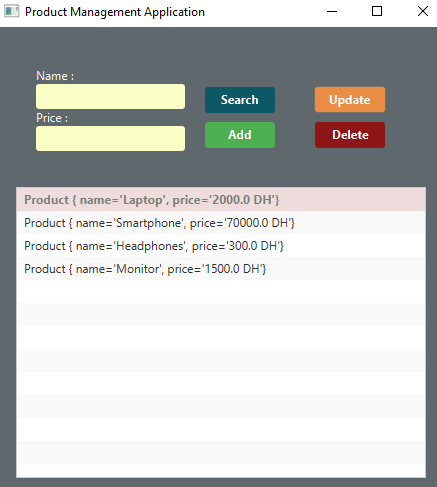 Product Management Application
Name :
Search
Update
Price :
Add
Delete
Product { name='Laptop', price='2000.0 DH'}
Product { name='Smartphone', price='70000.0 DH'}
Product { name='Headphones', price='300.0 DH'}
Product { name='Monitor', price='1500.0 DH'}